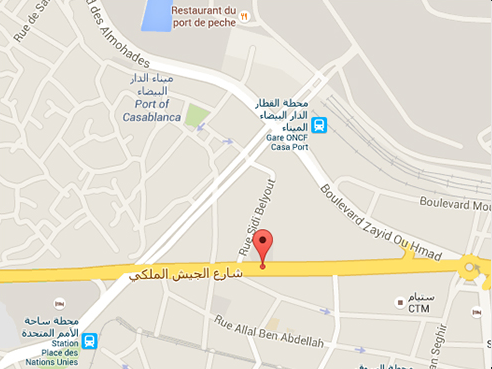 Restaurant du
port de peche
Rue de Sa
d des Almohades
ميناء الدار
البيضاء
Port of
Casablanca
محطة القطار
الدار البيضاء
الميناء
Gare ONCF
Casa Port
Boulevard Zayid Ou Hmad
Boulevard Mou
Rue Sidi Belyout
شارع الجيش الملكي
ستيام
CTM
محطة ساحة
الأمم المتحدة
Station
Place des
Nations Unies
Rue Allal Ben Abdellah
an Seghir